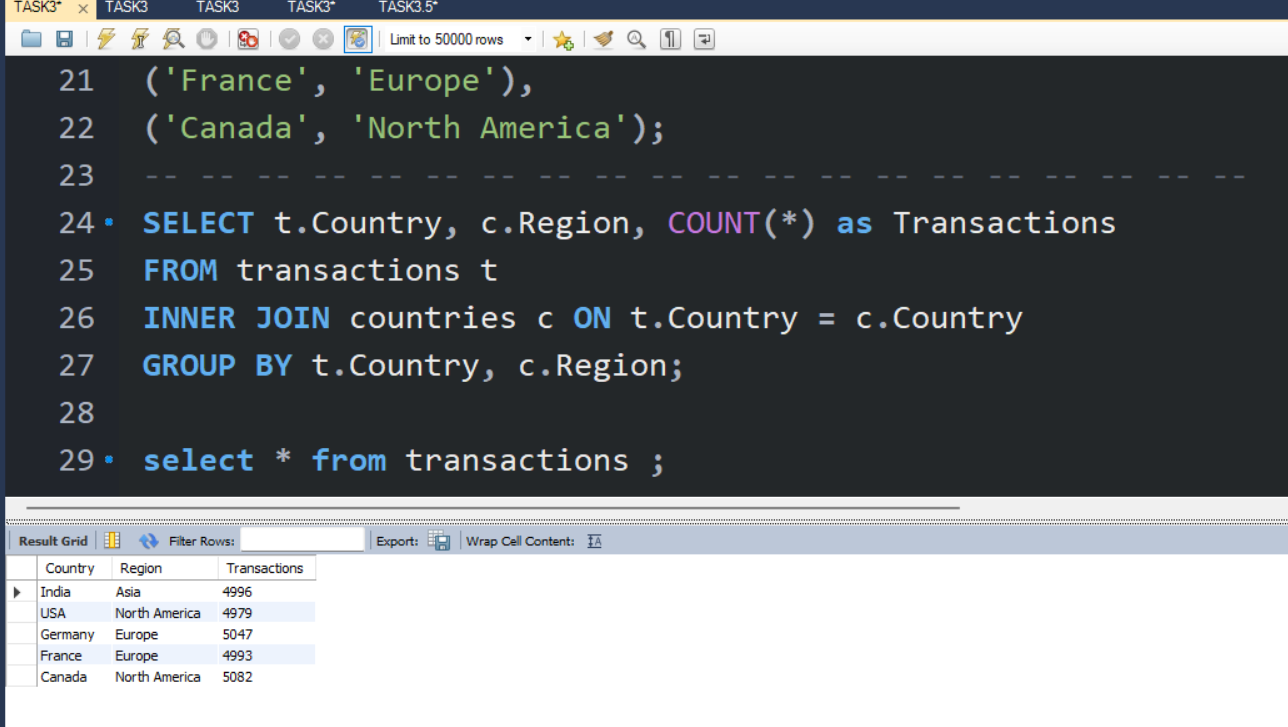 TASK3* × TASK3 TASK3 TASK3* TASK3.5*
Limit to 50000 rows
21 ('France', 'Europe'),
22 ('Canada', 'North America');
23 -- -- -- -- -- -- -- -- -- -- -- -- -- -- -- -- -- -- -- --
24 SELECT t.Country, c.Region, COUNT(*) as Transactions
25 FROM transactions t
26 INNER JOIN countries c ON t.Country = c.Country
27 GROUP BY t.Country, c.Region;
28
29 select * from transactions ;
Result Grid Filter Rows: Export: Wrap Cell Content:
Country Region Transactions
India Asia 4996
USA North America 4979
Germany Europe 5047
France Europe 4993
Canada North America 5082